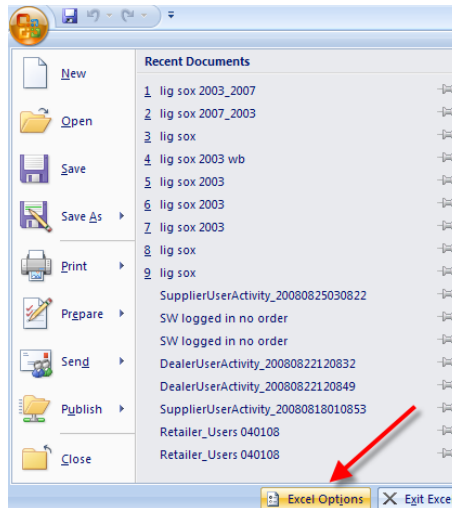 New
Open
Save
Save As
Print
Prepare
Send
Publish
Close
Recent Documents
1 lig sox 2003_2007
2 lig sox 2007_2003
3 lig sox
4 lig sox 2003 wb
5 lig sox 2003
6 lig sox 2003
7 lig sox 2003
8 lig sox
9 lig sox
SupplierUserActivity_20080825030822
SW logged in no order
SW logged in no order
DealerUserActivity_20080822120832
DealerUserActivity_20080822120849
SupplierUserActivity_20080818010853
Retailer_Users 040108
Retailer_Users 040108
Excel Options
Exit Exce